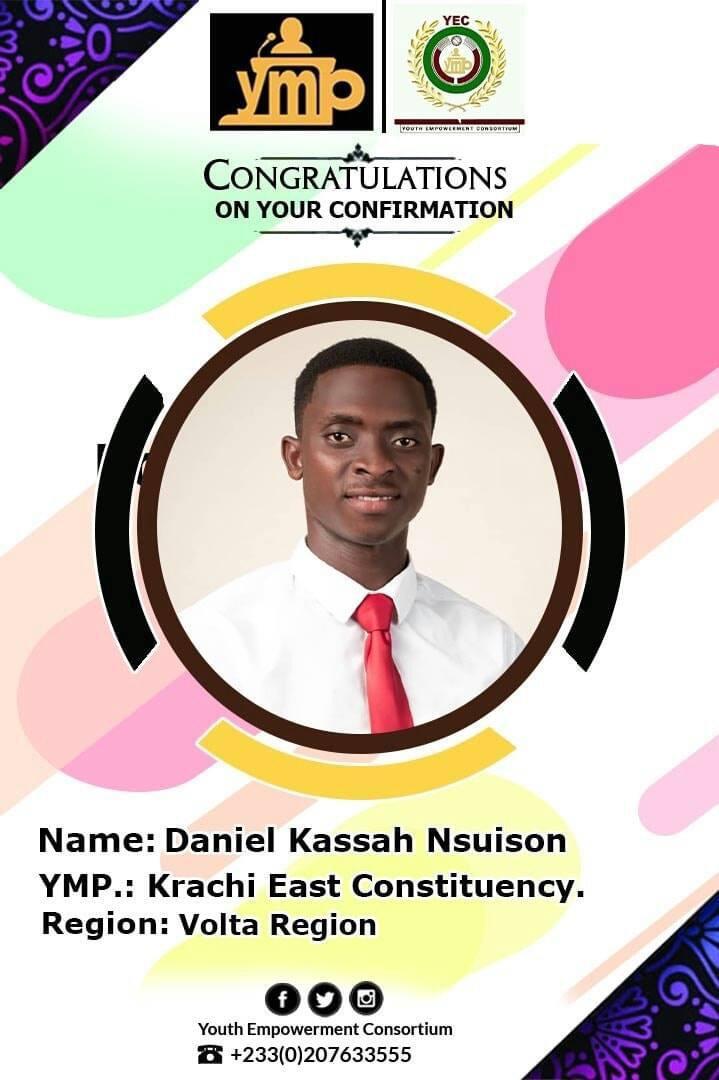 ymp
YEC
YOUTH EMPOWERMENT CONSORTIUM
CONGRATULATIONS
ON YOUR CONFIRMATION
Name: Daniel Kassah Nsuison
YMP.: Krachi East Constituency.
Region: Volta Region
Youth Empowerment Consortium
+233(0)207633555